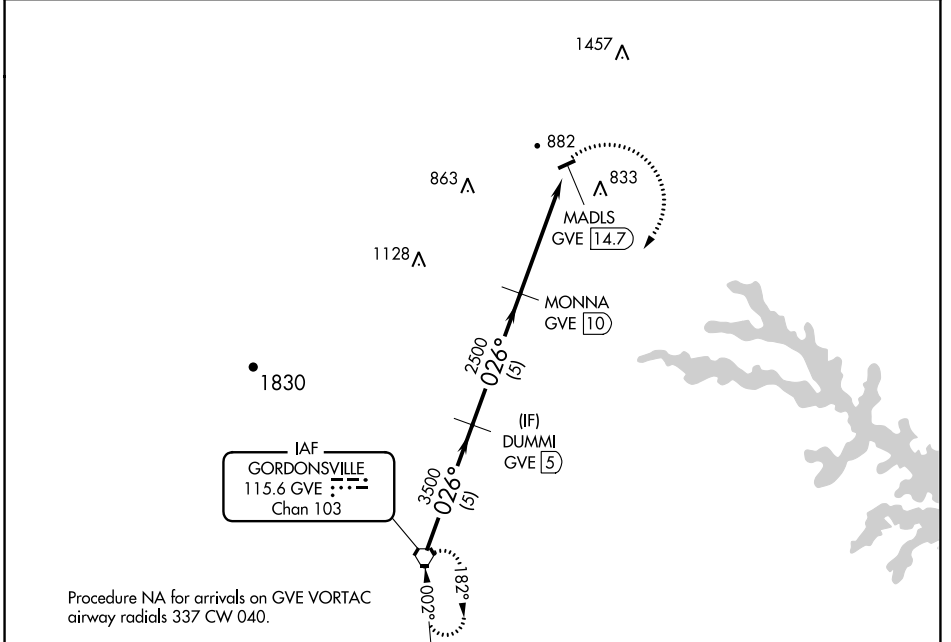 1457
882
863
833
MADLS
GVE 14.7
1128
MONNA
GVE 10
2500
026°
(5)
1830
(IF)
DUMMI
GVE 5
IAF
GORDONSVILLE
115.6 GVE
Chan 103
3500
026°
(5)
182°
002°
Procedure NA for arrivals on GVE VORTAC
airway radials 337 CW 040.